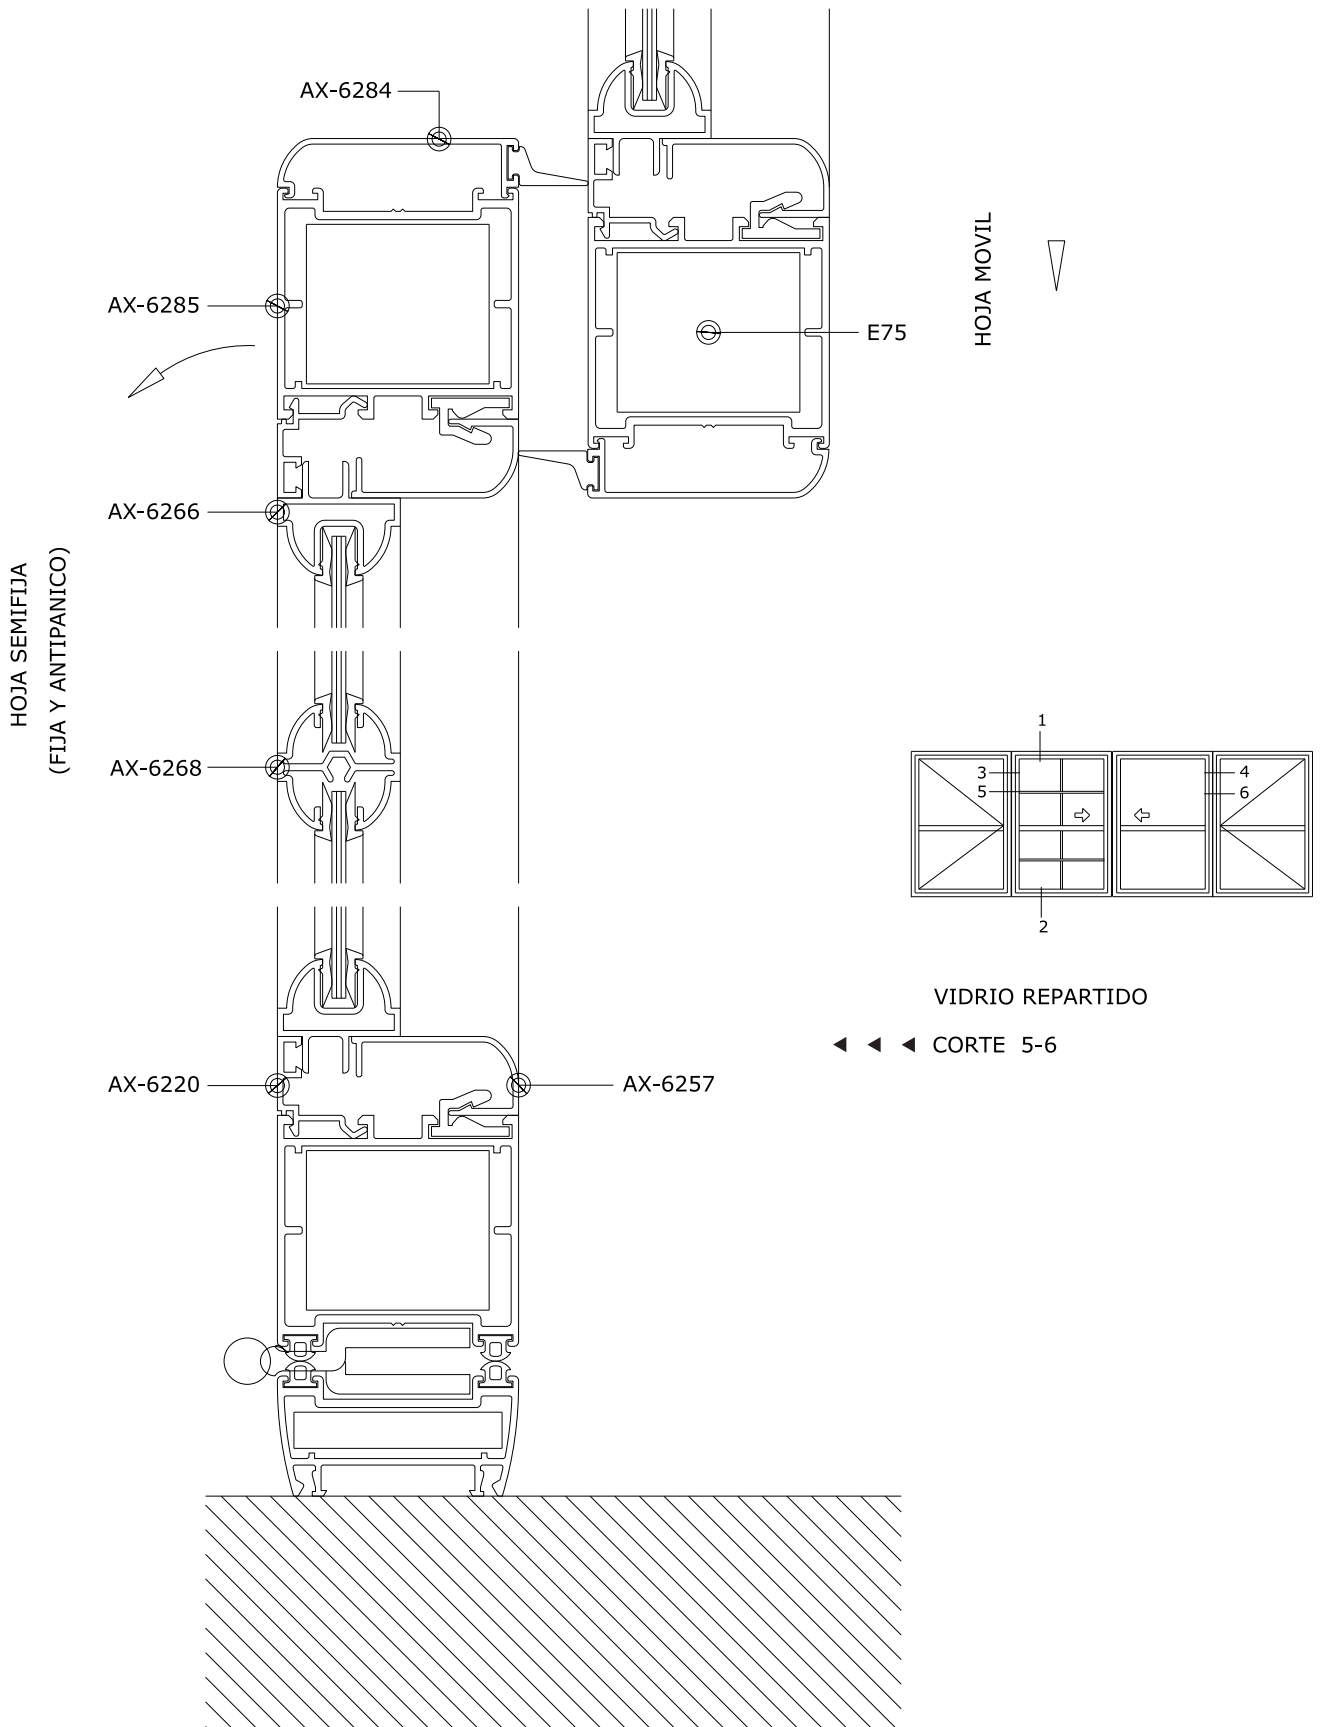 AX-6284
AX-6285
E75
HOJA MOVIL
AX-6266
HOJA SEMIFIJA
(FIJA Y ANTIPANICO)
AX-6268
1
3
4
5
6
2
VIDRIO REPARTIDO
CORTE 5-6
AX-6220
AX-6257